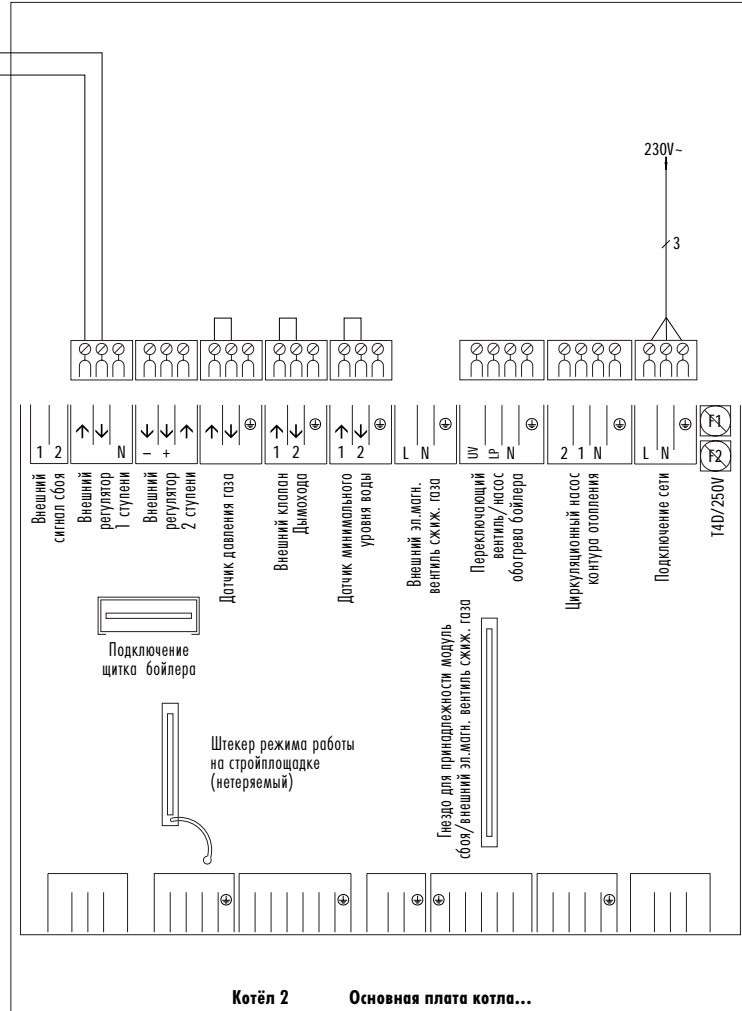 230V~
3
1 2
N
– +
1 2
1 2
L N
UV LP N
2 1 N
L N
F1
F2
T4D/250V
Внешний
сигнал сбоя
Внешний
регулятор
1 ступени
Внешний
регулятор
2 ступени
Датчик давления газа
Внешний клапан
Дымохода
Датчик минимального
уровня воды
Внешний эл.магн.
вентиль сжиж. газа
Переключающий
вентиль/насос
обогрева бойлера
Циркуляционный насос
контура отопления
Подключение сети
Подключение
щитка бойлера
Штекер режима работы
на стройплощадке
(нетеряемый)
Гнездо для принадлежности модуль
сбоя/внешний эл.магн. вентиль сжиж. газа
Котёл 2 Основная плата котла...